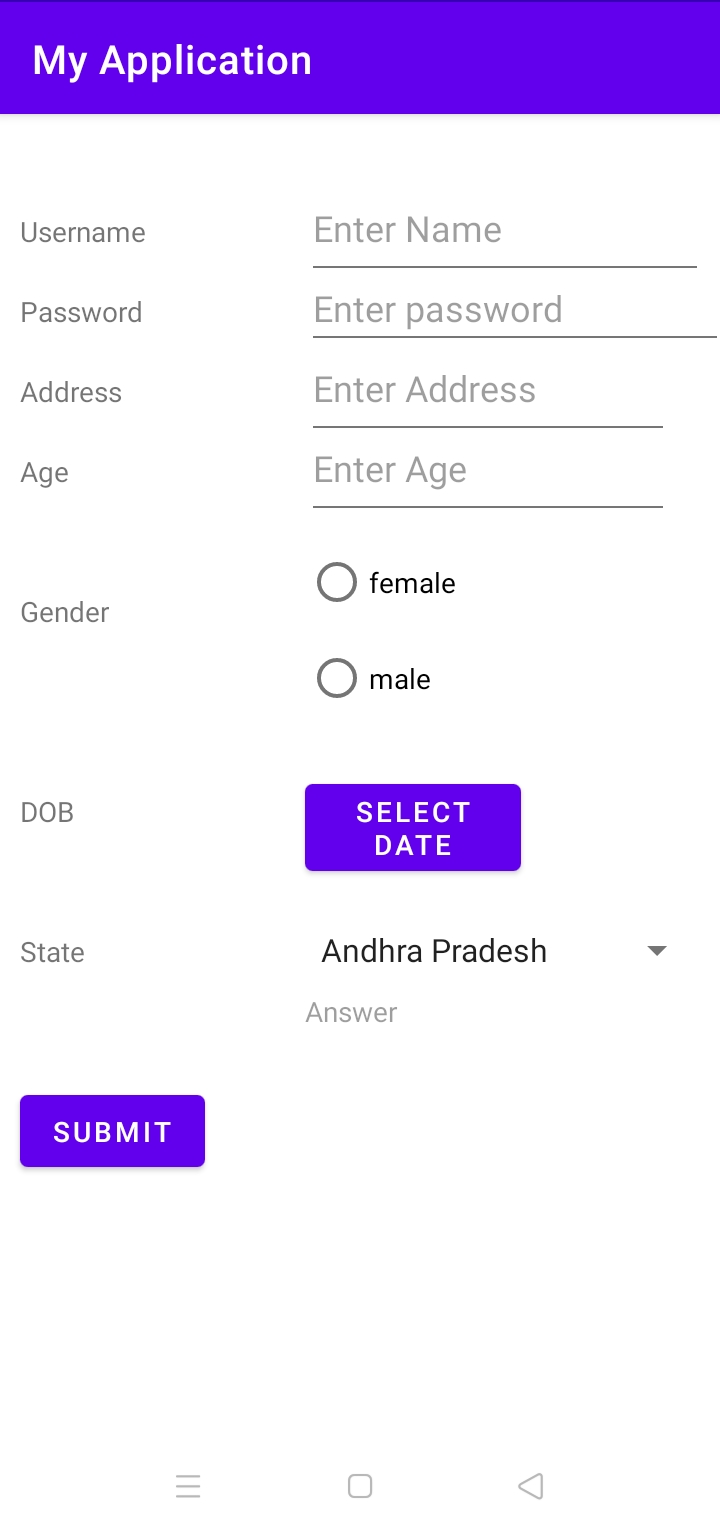 My Application
Username
Enter Name
Password
Enter password
Address
Enter Address
Age
Enter Age
Gender
female
male
DOB
SELECT
DATE
State
Andhra Pradesh
Answer
SUBMIT